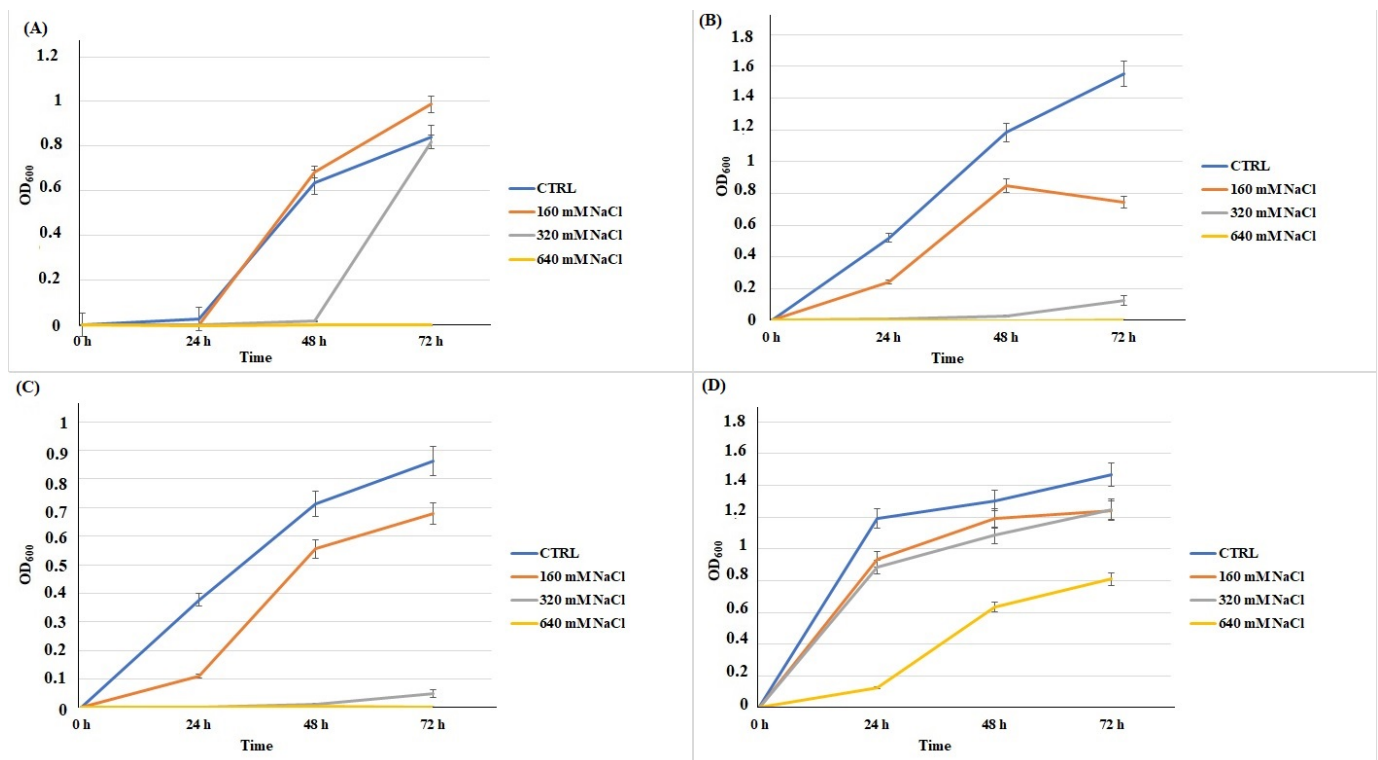 (A)
1.2
1
0.8
0.6
0.4
0.2
0
OD600
0 h 24 h 48 h 72 h
Time
CTRL
160 mM NaCl
320 mM NaCl
640 mM NaCl
(B)
1.8
1.6
1.4
1.2
1
0.8
0.6
0.4
0.2
0
OD600
0 h 24 h 48 h 72 h
Time
CTRL
160 mM NaCl
320 mM NaCl
640 mM NaCl
(C)
1
0.9
0.8
0.7
0.6
0.5
0.4
0.3
0.2
0.1
0
OD600
0 h 24 h 48 h 72 h
Time
CTRL
160 mM NaCl
320 mM NaCl
640 mM NaCl
(D)
1.8
1.6
1.4
1.2
1
0.8
0.6
0.4
0.2
0
OD600
0 h 24 h 48 h 72 h
Time
CTRL
160 mM NaCl
320 mM NaCl
640 mM NaCl